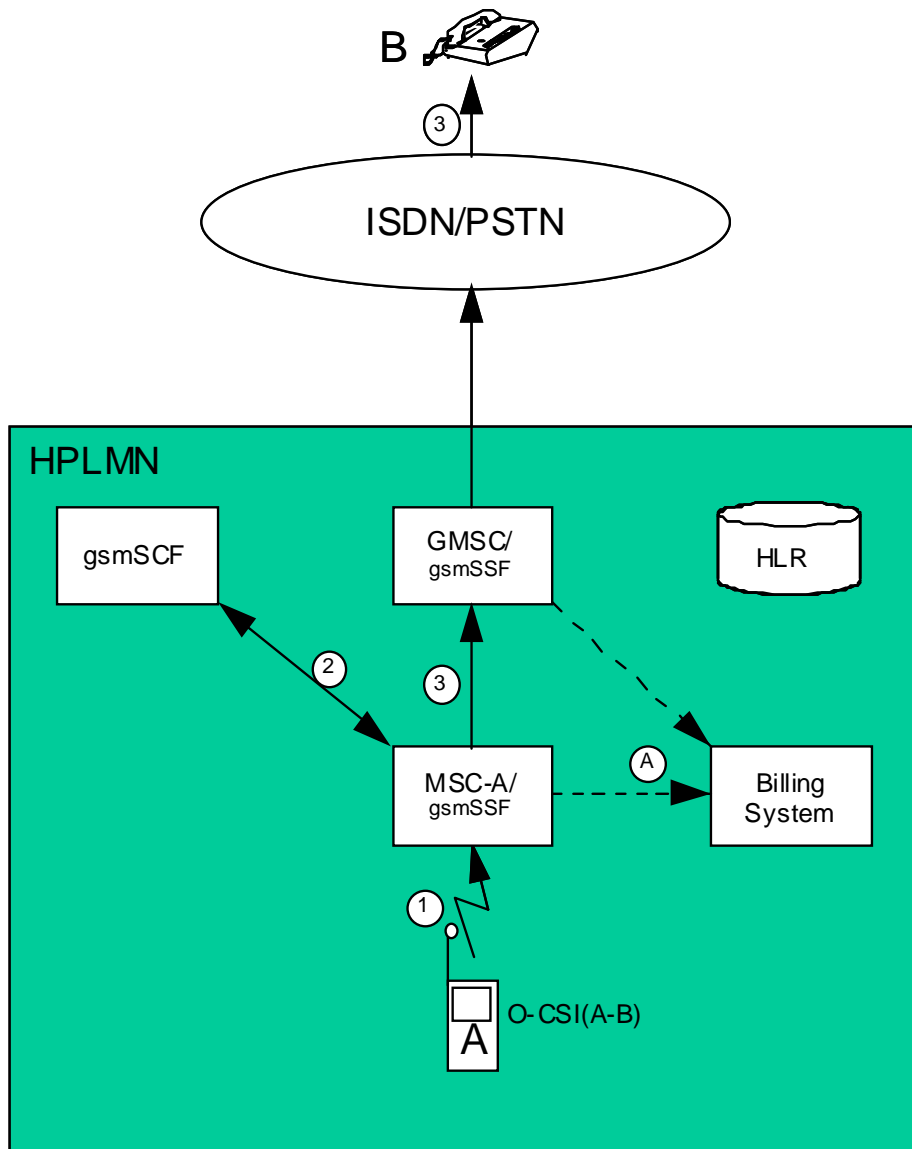 B
3
ISDN/PSTN
HPLMN
gsmSCF
GMSC/
gsmSSF
HLR
2
3
MSC-A/
gsmSSF
A
Billing
System
1
O-CSI(A-B)
A